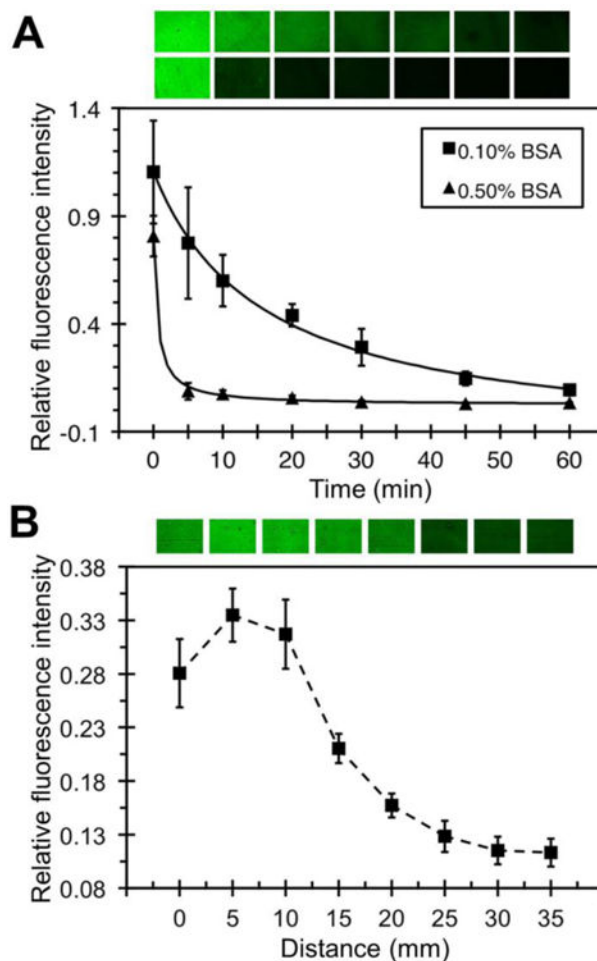 A
1.4
0.9
0.4
-0.1
Relative fluorescence intensity
0.10% BSA
0.50% BSA
0 10 20 30 40 50 60
Time (min)
B
0.38
0.33
0.28
0.23
0.18
0.13
0.08
Relative fluorescence intensity
0 5 10 15 20 25 30 35
Distance (mm)